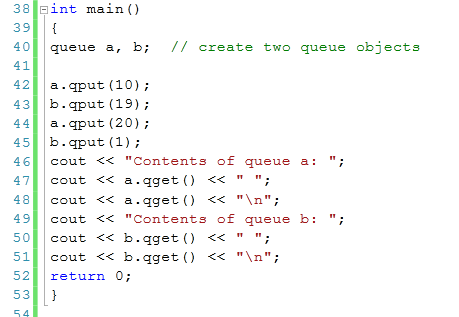 38 int main()
39 {
40 queue a, b;  // create two queue objects
41
42 a.qput(10);
43 b.qput(19);
44 a.qput(20);
45 b.qput(1);
46 cout << "Contents of queue a: ";
47 cout << a.qget() << " ";
48 cout << a.qget() << "\n";
49 cout << "Contents of queue b: ";
50 cout << b.qget() << " ";
51 cout << b.qget() << "\n";
52 return 0;
53 }
54